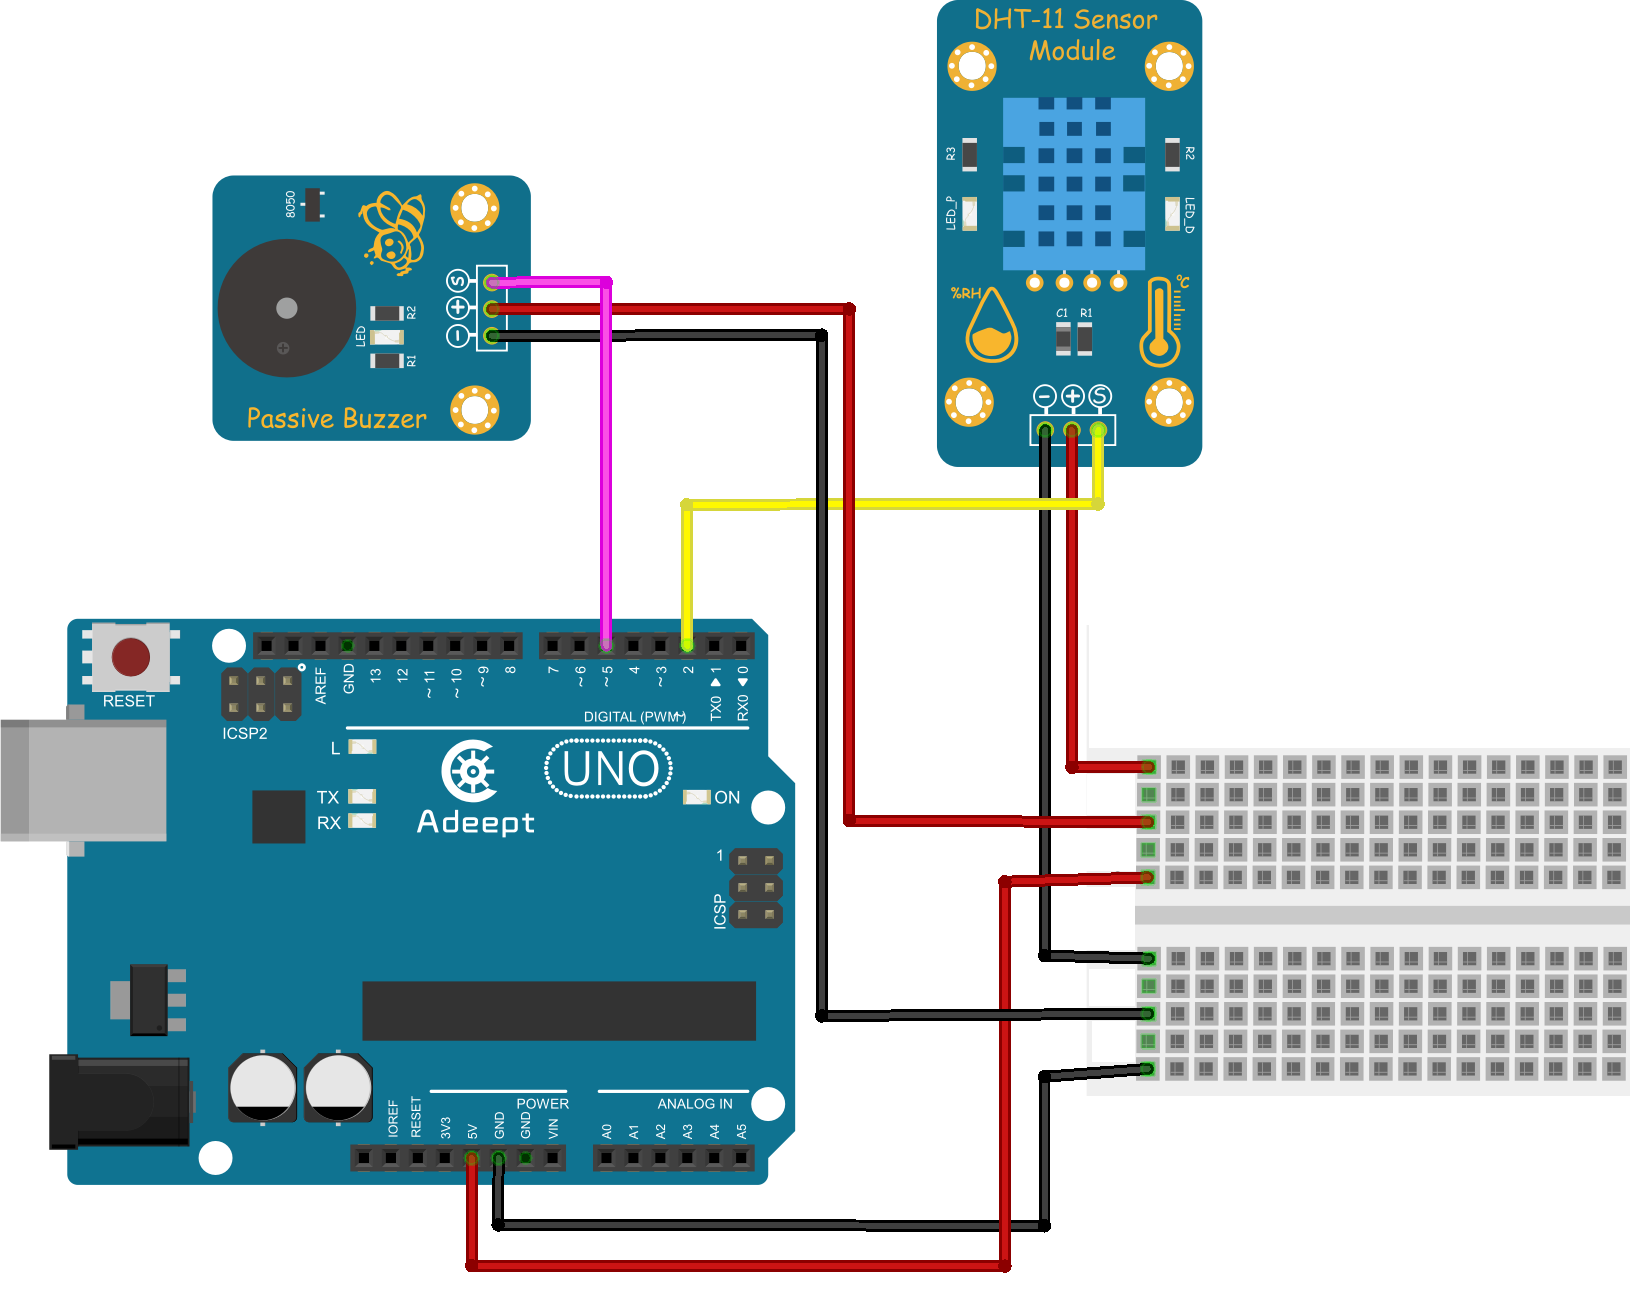 DHT-11 Sensor
Module
R3
R2
LED_P
LED_D
%RH
°C
C1 R1
− + S
8050
S
+
−
R2
LED
R1
Passive Buzzer
RESET
ICSP2
AREF
GND
13
12
~11
~10
~9
8
7
~6
~5
4
~3
2
TX0 ▶ 1
RX0 ◀ 0
DIGITAL (PWM~)
L
TX
RX
UNO
Adeept
ON
1
ICSP
POWER
ANALOG IN
IOREF
RESET
3V3
5V
GND
GND
VIN
A0
A1
A2
A3
A4
A5